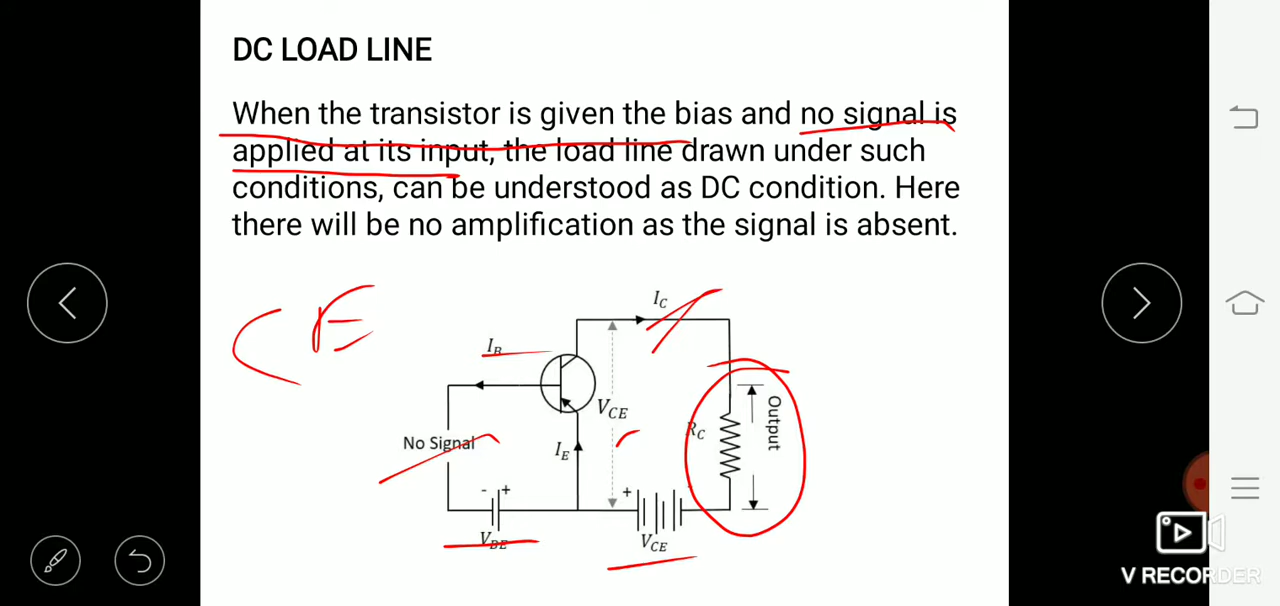 DC LOAD LINE
When the transistor is given the bias and no signal is
applied at its input, the load line drawn under such
conditions, can be understood as DC condition. Here
there will be no amplification as the signal is absent.
CE
I_C
I_B
V_CE
R_C
Output
No Signal
I_E
- +
+
V_BE
V_CE
V RECORDER